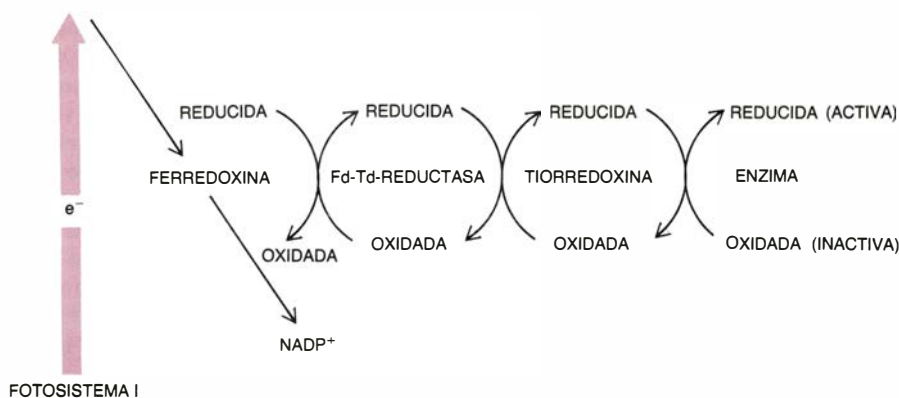 REDUCIDA REDUCIDA REDUCIDA REDUCIDA (ACTIVA)
FERREDOXINA Fd-Td-REDUCTASA TIORREDOXINA ENZIMA
e⁻
OXIDADA OXIDADA OXIDADA OXIDADA (INACTIVA)
NADP⁺
FOTOSISTEMA I